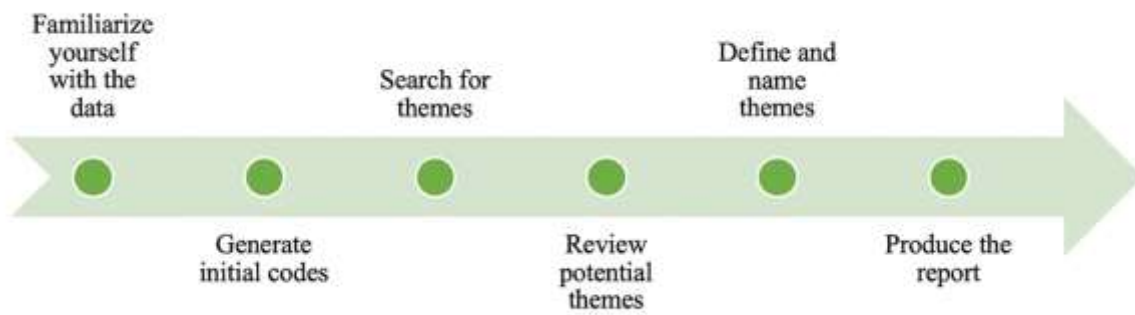 Familiarize
yourself
with the
data
Generate
initial codes
Search for
themes
Review
potential
themes
Define and
name
themes
Produce the
report